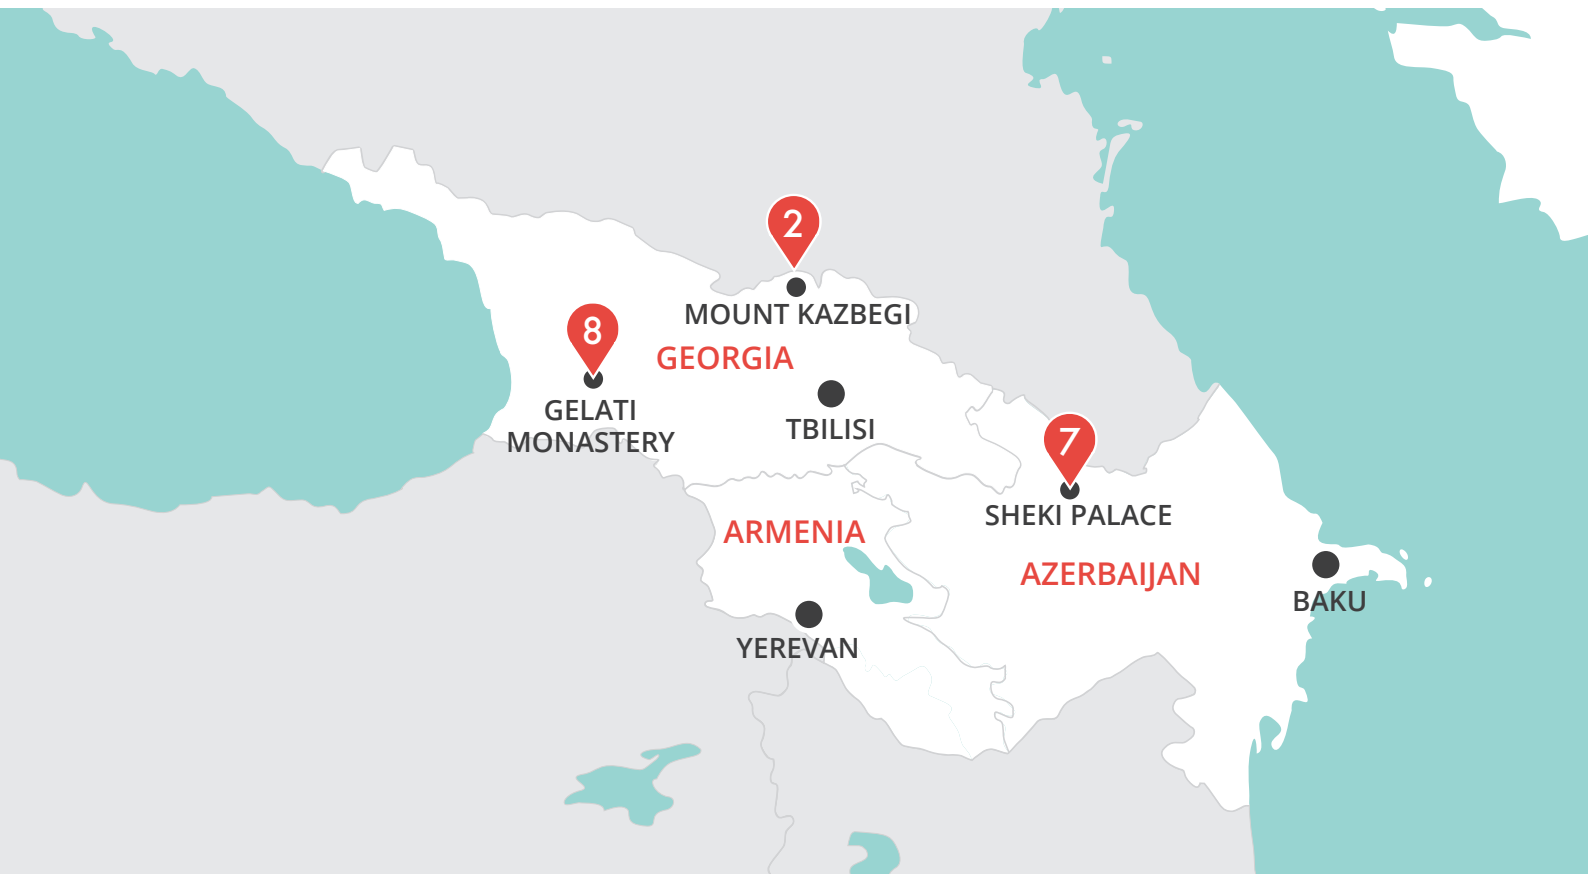 2
MOUNT KAZBEGI
8
GEORGIA
GELATI
MONASTERY
TBILISI
7
SHEKI PALACE
ARMENIA
AZERBAIJAN
BAKU
YEREVAN